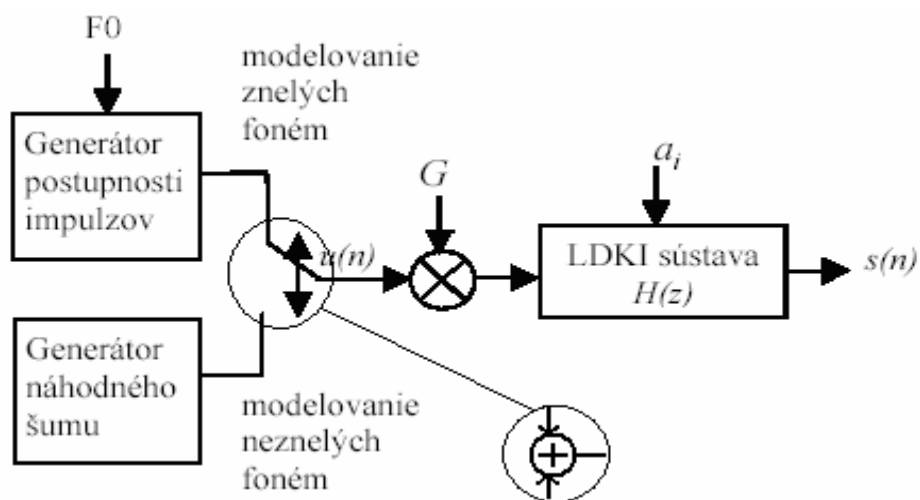 F0
modelovanie
znelých
foném
Generátor
postupnosti
impulzov
u(n)
G
a_i
LDKI sústava
H(z)
s(n)
Generátor
náhodného
šumu
modelovanie
neznelých
foném
+